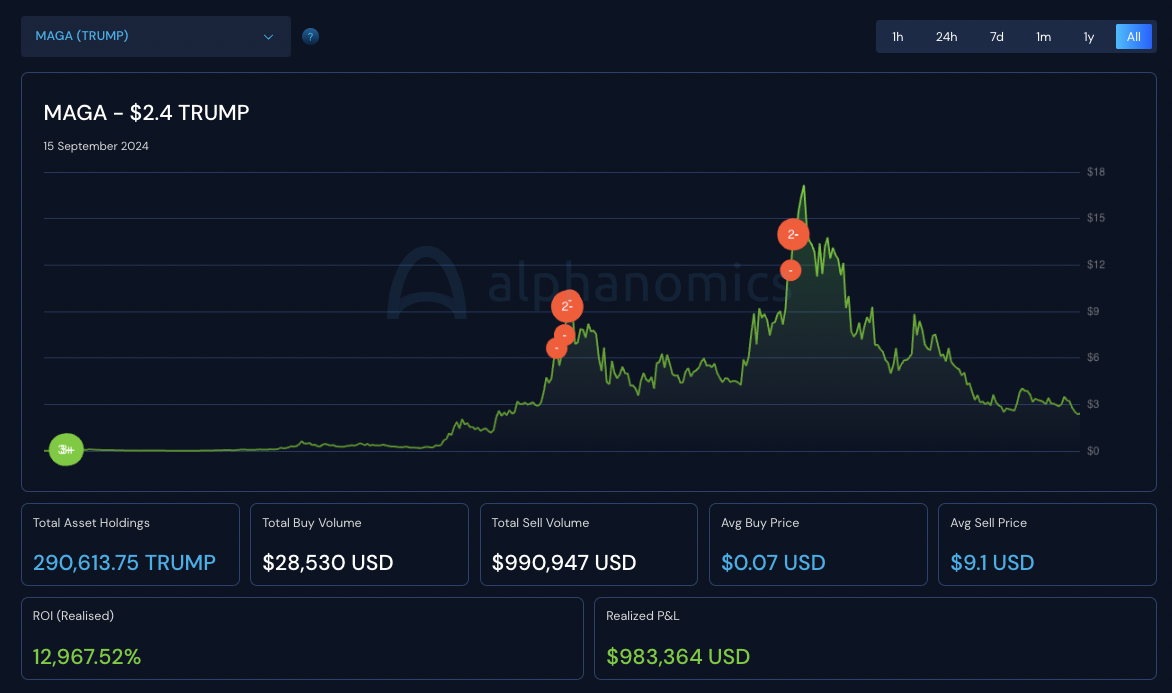 MAGA (TRUMP)
?
1h 24h 7d 1m 1y All
MAGA - $2.4 TRUMP
15 September 2024
$18
$15
$12
$9
$6
$3
$0
alphanomics
2-
-
2-
-
-
3+
Total Asset Holdings
290,613.75 TRUMP
Total Buy Volume
$28,530 USD
Total Sell Volume
$990,947 USD
Avg Buy Price
$0.07 USD
Avg Sell Price
$9.1 USD
ROI (Realised)
12,967.52%
Realized P&L
$983,364 USD